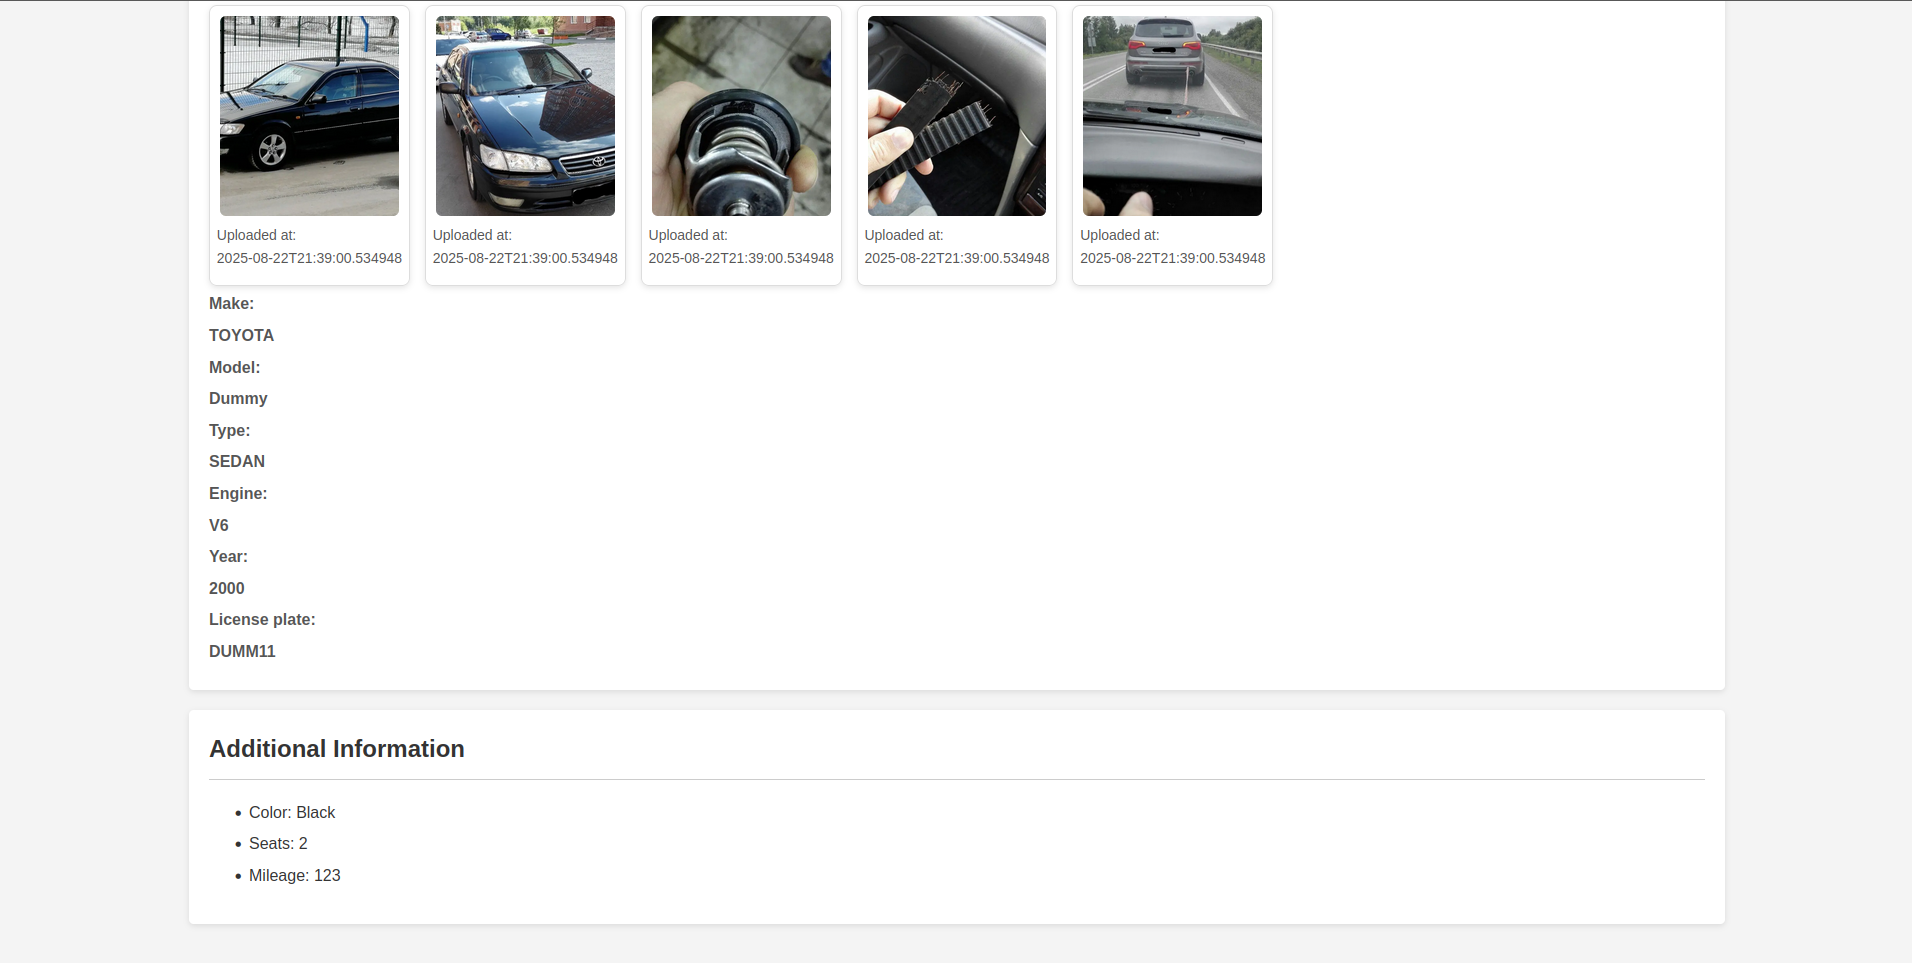 Uploaded at:
2025-08-22T21:39:00.534948
Uploaded at:
2025-08-22T21:39:00.534948
Uploaded at:
2025-08-22T21:39:00.534948
Uploaded at:
2025-08-22T21:39:00.534948
Uploaded at:
2025-08-22T21:39:00.534948
Make:
TOYOTA
Model:
Dummy
Type:
SEDAN
Engine:
V6
Year:
2000
License plate:
DUMM11
Additional Information
• Color: Black
• Seats: 2
• Mileage: 123